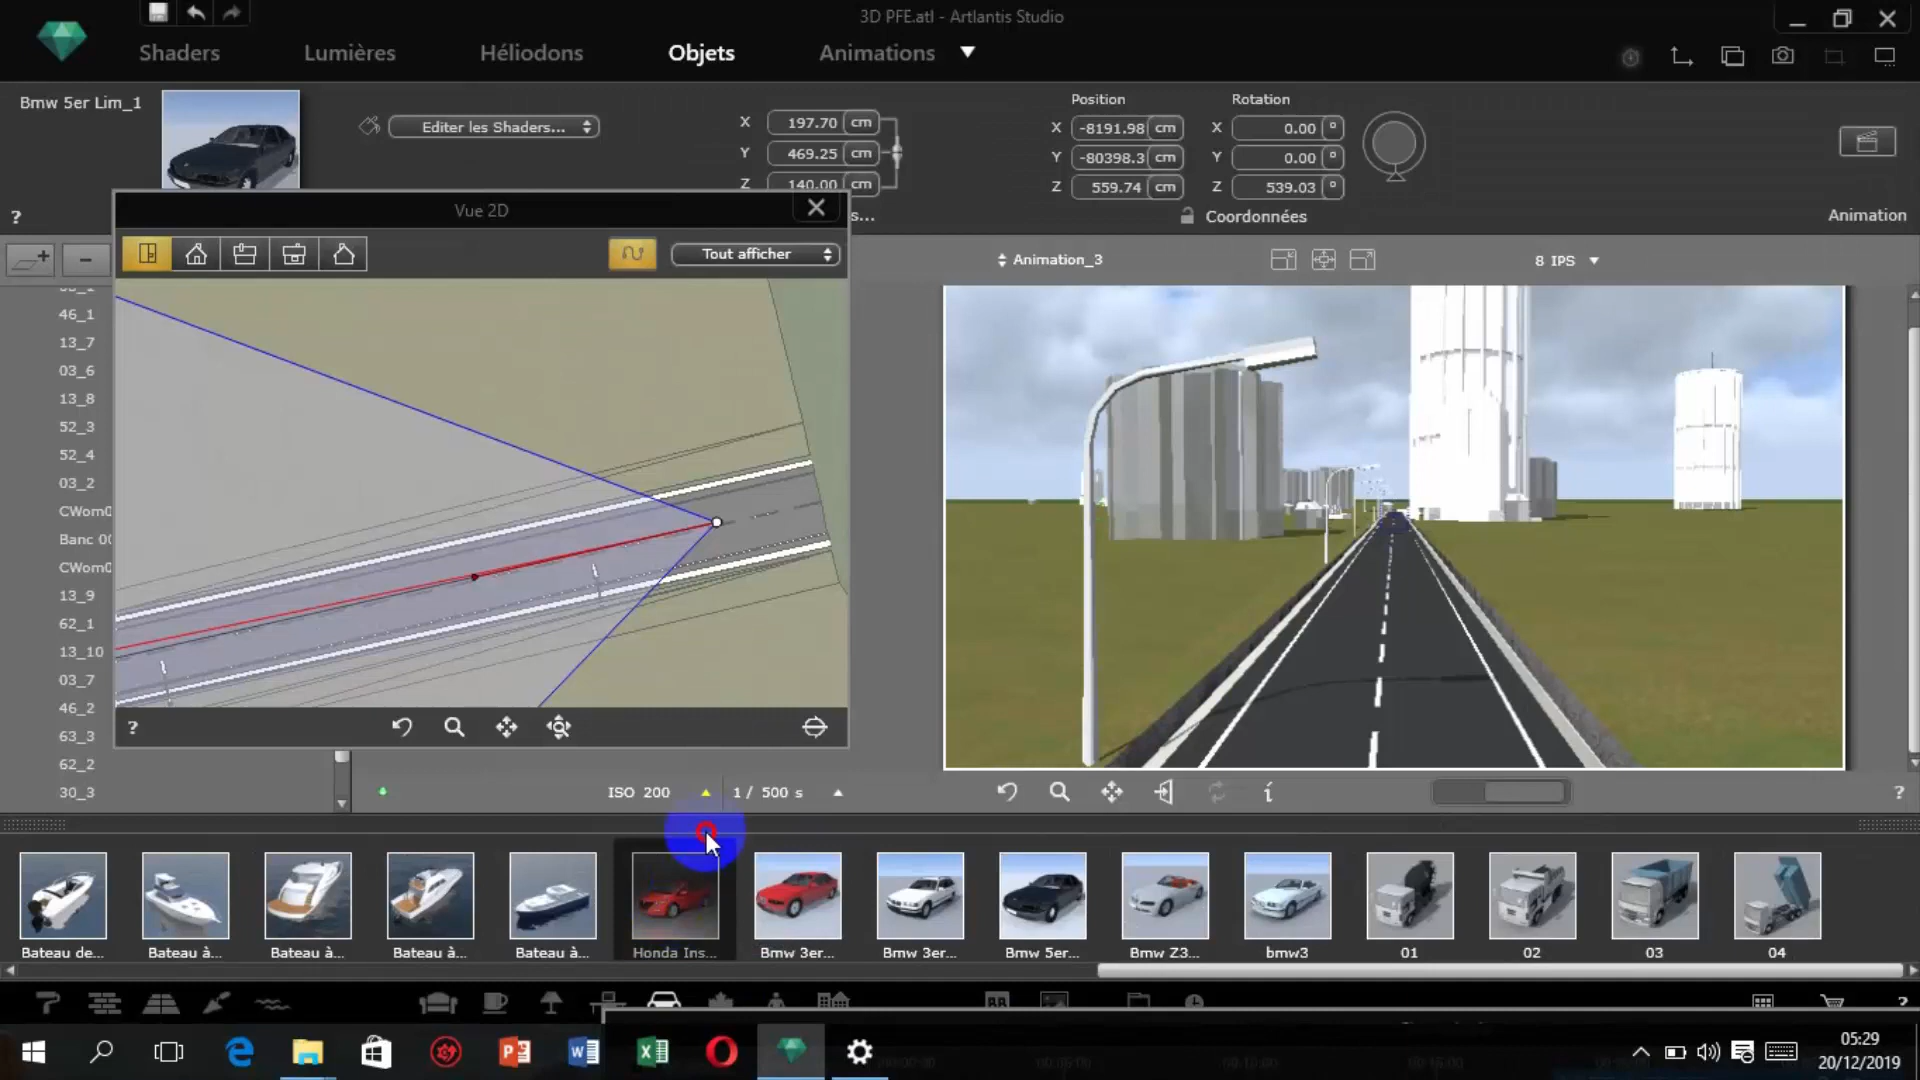 3D PFE.atl - Artlantis Studio
Shaders
Lumières
Héliodons
Objets
Animations
Bmw 5er Lim_1
Editer les Shaders...
X 197.70 cm
Y 469.25 cm
Z 140.00 cm
s...
Position
X -8191.98 cm
Y -80398.3 cm
Z 559.74 cm
Rotation
X 0.00 °
Y 0.00 °
Z 539.03 °
Coordonnées
Animation
?
Vue 2D
Tout afficher
Animation_3
8 IPS
46_1
13_7
03_6
13_8
52_3
52_4
03_2
CWom0
Banc 00
CWom0
13_9
62_1
13_10
03_7
46_2
63_3
62_2
30_3
?
ISO 200
1 / 500 s
i
?
Bateau de...
Bateau à...
Bateau à...
Bateau à...
Bateau à...
Honda Ins...
Bmw 3er...
Bmw 3er...
Bmw 5er...
Bmw Z3...
bmw3
01
02
03
04
?
05:29
20/12/2019